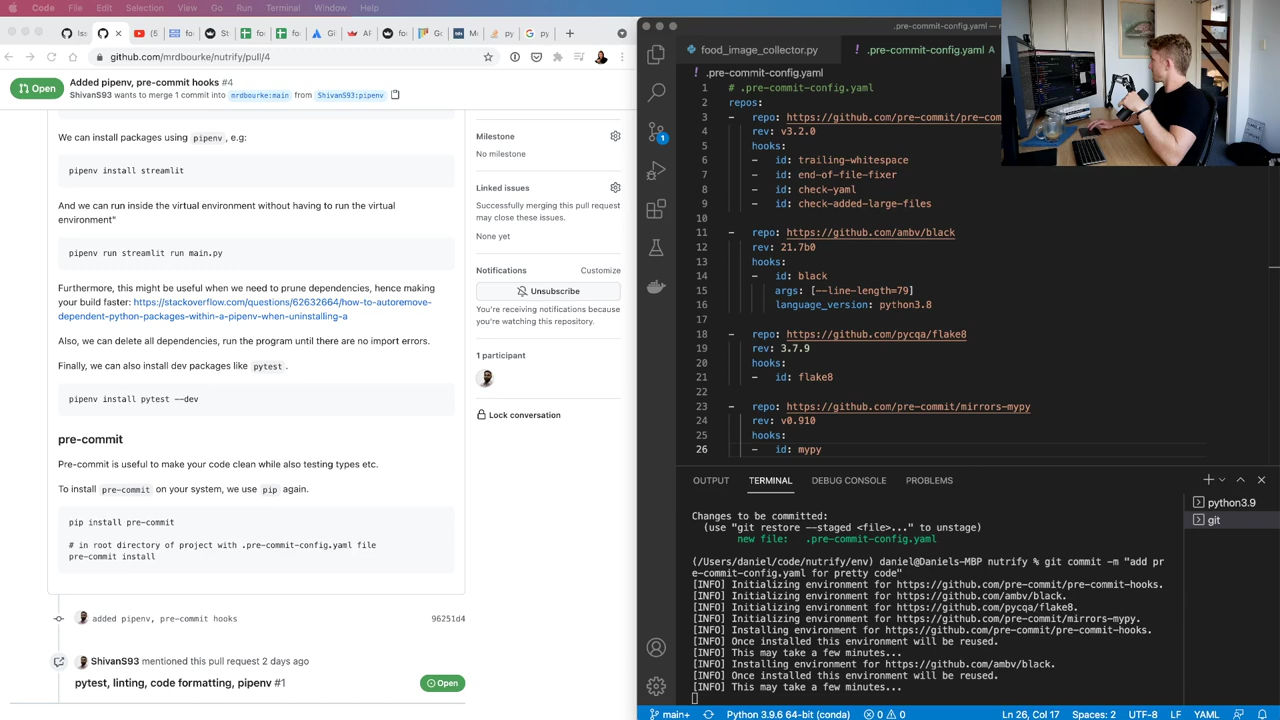 Code File Edit Selection View Go Run Terminal Window Help
github.com/mrdbourke/nutrify/pull/4
Open
Added pipenv, pre-commit hooks #4
ShivanS93 wants to merge 1 commit into mrdbourke:main from ShivanS93:pipenv
We can install packages using pipenv, e.g:
pipenv install streamlit
And we can run inside the virtual environment without having to run the virtual
environment"
pipenv run streamlit run main.py
Furthermore, this might be useful when we need to prune dependencies, hence making
your build faster: https://stackoverflow.com/questions/62632664/how-to-autoremove-
dependent-python-packages-within-a-pipenv-when-uninstalling-a
Also, we can delete all dependencies, run the program until there are no import errors.
Finally, we can also install dev packages like pytest.
pipenv install pytest --dev
pre-commit
Pre-commit is useful to make your code clean while also testing types etc.
To install pre-commit on your system, we use pip again.
pip install pre-commit
# in root directory of project with .pre-commit-config.yaml file
pre-commit install
added pipenv, pre-commit hooks 96251d4
ShivanS93 mentioned this pull request 2 days ago
pytest, linting, code formatting, pipenv #1
Open
Milestone
No milestone
Linked issues
Successfully merging this pull request
may close these issues.
None yet
Notifications
Customize
Unsubscribe
You're receiving notifications because
you're watching this repository.
1 participant
Lock conversation
.pre-commit-config.yaml —
food_image_collector.py
.pre-commit-config.yaml A
.pre-commit-config.yaml
1 # .pre-commit-config.yaml
2 repos:
3 - repo: https://github.com/pre-commit/pre-com
4 rev: v3.2.0
5 hooks:
6 - id: trailing-whitespace
7 - id: end-of-file-fixer
8 - id: check-yaml
9 - id: check-added-large-files
10
11 - repo: https://github.com/ambv/black
12 rev: 21.7b0
13 hooks:
14 - id: black
15 args: [--line-length=79]
16 language_version: python3.8
17
18 - repo: https://github.com/pycqa/flake8
19 rev: 3.7.9
20 hooks:
21 - id: flake8
22
23 - repo: https://github.com/pre-commit/mirrors-mypy
24 rev: v0.910
25 hooks:
26 - id: mypy
OUTPUT TERMINAL DEBUG CONSOLE PROBLEMS
python3.9
git
Changes to be committed:
(use "git restore --staged <file>..." to unstage)
new file: .pre-commit-config.yaml
(/Users/daniel/code/nutrify/env) daniel@Daniels-MBP nutrify % git commit -m "add pr
e-commit-config.yaml for pretty code"
[INFO] Initializing environment for https://github.com/pre-commit/pre-commit-hooks.
[INFO] Initializing environment for https://github.com/ambv/black.
[INFO] Initializing environment for https://github.com/pycqa/flake8.
[INFO] Initializing environment for https://github.com/pre-commit/mirrors-mypy.
[INFO] Installing environment for https://github.com/pre-commit/pre-commit-hooks.
[INFO] Once installed this environment will be reused.
[INFO] This may take a few minutes...
[INFO] Installing environment for https://github.com/ambv/black.
[INFO] Once installed this environment will be reused.
[INFO] This may take a few minutes...
1
main+ Python 3.9.6 64-bit (conda) 0 0 Ln 26, Col 17 Spaces: 2 UTF-8 LF YAML